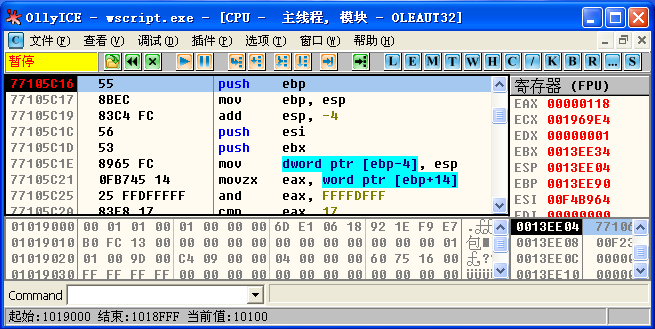 OllyICE - wscript.exe - [CPU - 主线程, 模块 - OLEAUT32]
C 文件(F) 查看(V) 调试(D) 插件(P) 选项(T) 窗口(W) 帮助(H)
暂停 L E M T W H C / K B R ... S
77105C16 55 push ebp
77105C17 8BEC mov ebp, esp
77105C19 83C4 FC add esp, -4
77105C1C 56 push esi
77105C1D 53 push ebx
77105C1E 8965 FC mov dword ptr [ebp-4], esp
77105C21 0FB745 14 movzx eax, word ptr [ebp+14]
77105C25 25 FFDFFFFF and eax, FFFFDFFF
77105C2A 83E8 17 cmp eax, 17
寄存器 (FPU)
EAX 00000118
ECX 001969E4
EDX 00000001
EBX 0013EE34
ESP 0013EE04
EBP 0013EE90
ESI 00F4B964
EDI 00000000
01019000 00 01 00 00 01 00 00 00 6D E1 06 18 92 1E F9 E7
01019010 B0 FC 13 00 00 00 00 00 00 00 00 00 00 00 00 00 包
01019020 01 00 9D 00 C4 09 00 00 04 00 00 00 60 75 16 00
01019030 FF FF FF FF 00 00 00 00 00 00 00 00 00 00 00 00
0013EE04 77106
0013EE08 00F23
0013EE0C 00000
0013EE10 00000
Command
起始:1019000 结束:1018FFF 当前值:10100